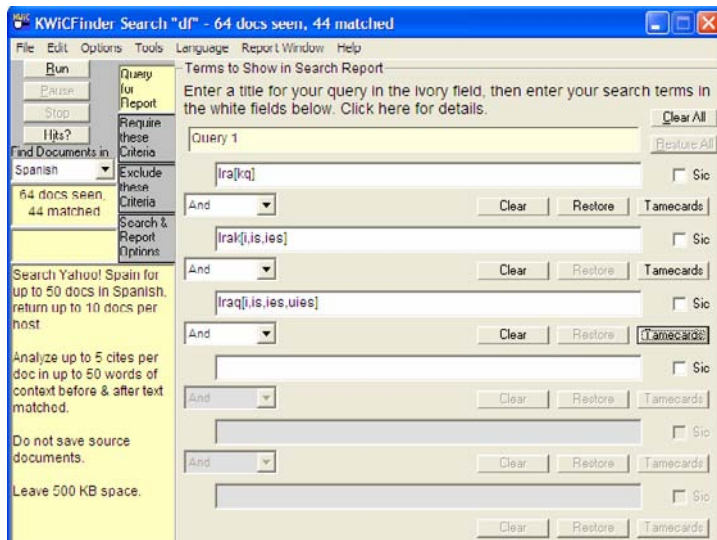 KWiCFinder Search "df" - 64 docs seen, 44 matched
File Edit Options Tools Language Report Window Help
Run
Pause
Stop
Hits?
Find Documents in
Spanish
64 docs seen,
44 matched
Search Yahoo! Spain for
up to 50 docs in Spanish,
return up to 10 docs per
host.
Analyze up to 5 cites per
doc in up to 50 words of
context before & after text
matched.
Do not save source
documents.
Leave 500 KB space.
Query
for
Report
Require
these
Criteria
Exclude
these
Criteria
Search &
Report
Options
Terms to Show in Search Report
Enter a title for your query in the ivory field, then enter your search terms in
the white fields below. Click here for details.
Clear All
Query 1
Restore All
Ira[kq] Sic
And Clear Restore Tamecards
Irak[i,is,ies] Sic
And Clear Restore Tamecards
Iraq[i,is,ies,uies] Sic
And Clear Restore Tamecards
Sic
And Clear Restore Tamecards
Sic
And Clear Restore Tamecards
Sic
Clear Restore Tamecards